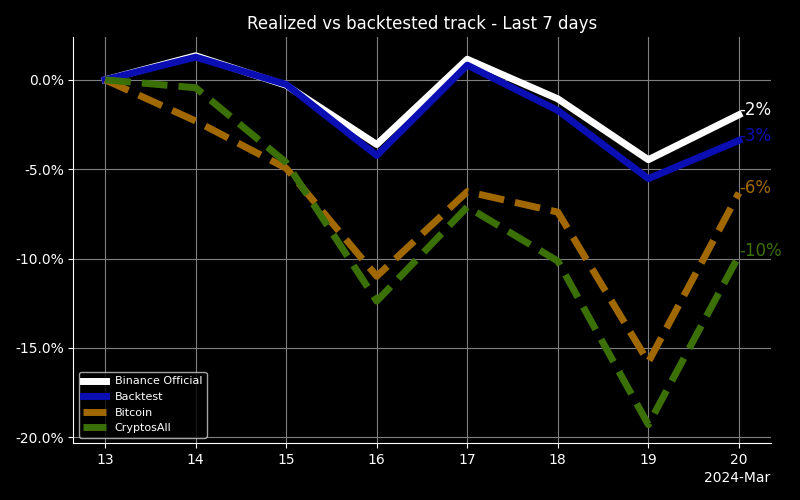 Realized vs backtested track - Last 7 days
0.0%
-5.0%
-10.0%
-15.0%
-20.0%
-2%
-3%
-6%
-10%
Binance Official
Backtest
Bitcoin
CryptosAll
13 14 15 16 17 18 19 20
2024-Mar